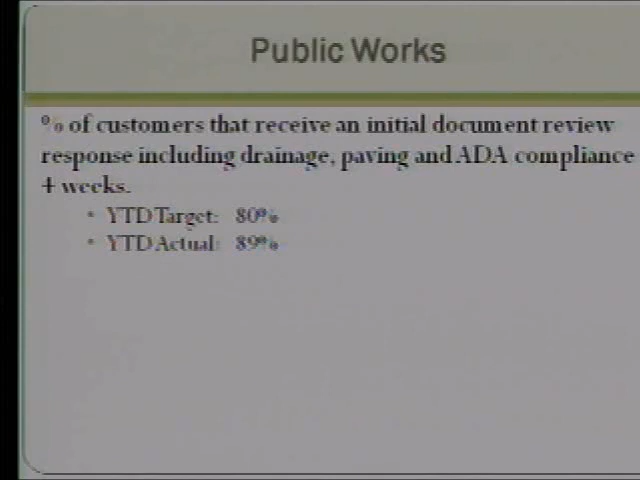 Public Works
% of customers that receive an initial document review
response including drainage, paving and ADA compliance
4 weeks.
• YTD Target: 80%
• YTD Actual: 89%